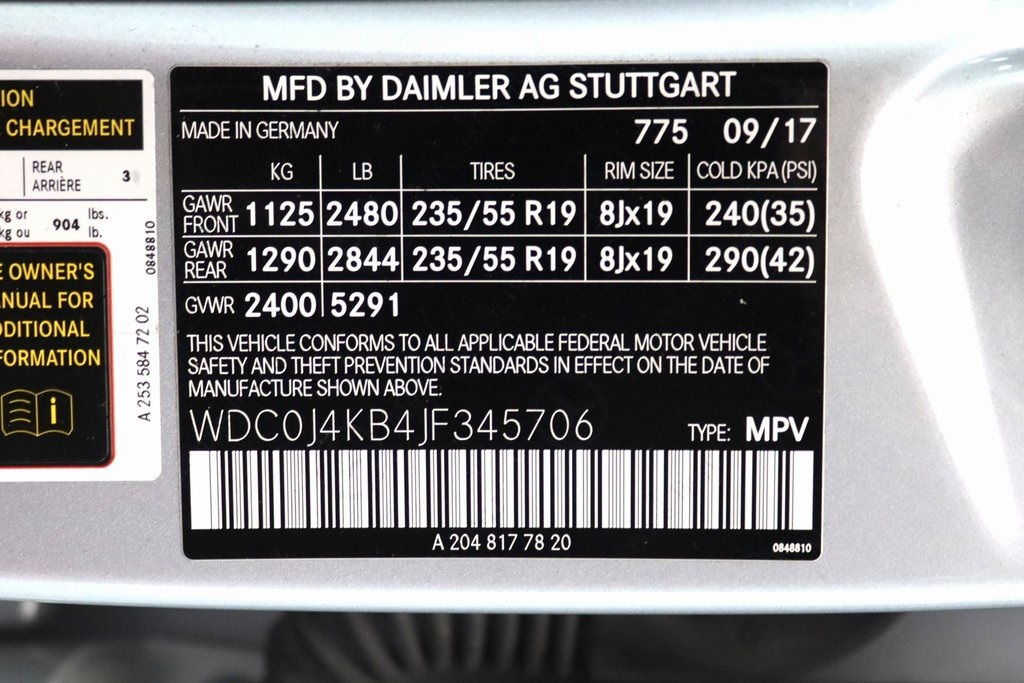 ION
CHARGEMENT
REAR
ARRIÈRE 3
kg or 904 lbs.
kg ou lb.
OWNER'S
FOR
A 253 584 72 02
0848810
MFD BY DAIMLER AG STUTTGART
MADE IN GERMANY 775 09/17
KG LB TIRES RIM SIZE COLD KPA (PSI)
GAWR FRONT 1125 2480 235/55 R19 8Jx19 240(35)
GAWR REAR 1290 2844 235/55 R19 8Jx19 290(42)
GVWR 2400 5291
THIS VEHICLE CONFORMS TO ALL APPLICABLE FEDERAL MOTOR VEHICLE
SAFETY AND THEFT PREVENTION STANDARDS IN EFFECT ON THE DATE OF
MANUFACTURE SHOWN ABOVE.
WDC0J4KB4JF345706 TYPE: MPV
A 204 817 78 20
0848810